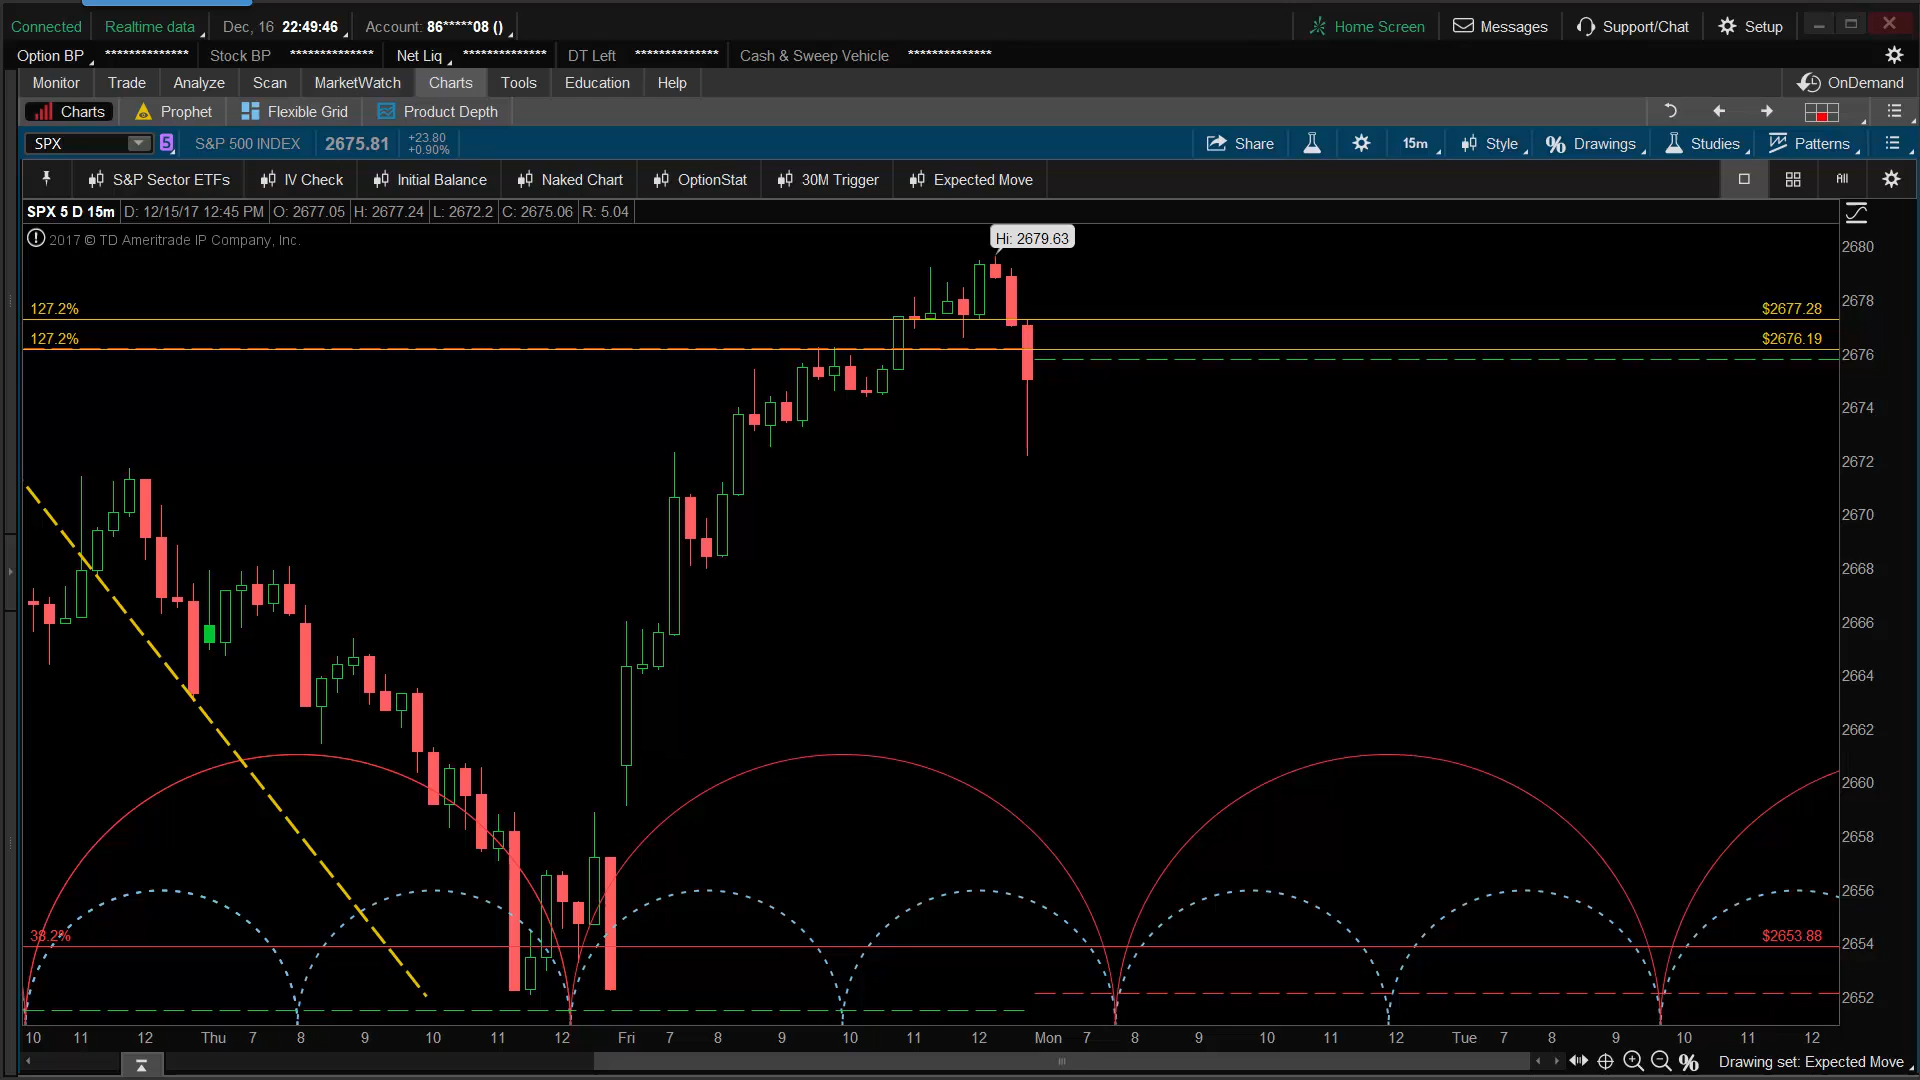 Connected Realtime data Dec, 16 22:49:46 Account: 86*****08 () Home Screen Messages Support/Chat Setup
Option BP ************** Stock BP ************** Net Liq ************** DT Left ************** Cash & Sweep Vehicle **************
Monitor Trade Analyze Scan MarketWatch Charts Tools Education Help OnDemand
Charts Prophet Flexible Grid Product Depth
SPX 5 S&P 500 INDEX 2675.81 +23.80 +0.90% Share 15m Style Drawings Studies Patterns
S&P Sector ETFs IV Check Initial Balance Naked Chart OptionStat 30M Trigger Expected Move All
SPX 5 D 15m D: 12/15/17 12:45 PM O: 2677.05 H: 2677.24 L: 2672.2 C: 2675.06 R: 5.04
2017 © TD Ameritrade IP Company, Inc.
Hi: 2679.63
2680
2678
127.2% $2677.28
127.2% $2676.19
2676
2674
2672
2670
2668
2666
2664
2662
2660
2658
2656
38.2% $2653.88
2654
2652
10 11 12 Thu 7 8 9 10 11 12 Fri 7 8 9 10 11 12 Mon 7 8 9 10 11 12 Tue 7 8 9 10 11 12
Drawing set: Expected Move